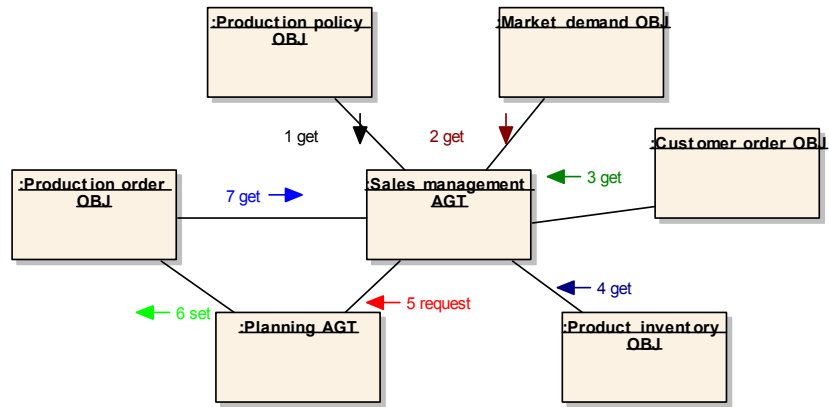 :Production policy
OBJ
:Market demand OBJ
1 get
2 get
:Customer order OBJ
:Production order
OBJ
7 get
:Sales management
AGT
3 get
4 get
6 set
5 request
:Planning AGT
:Product inventory
OBJ